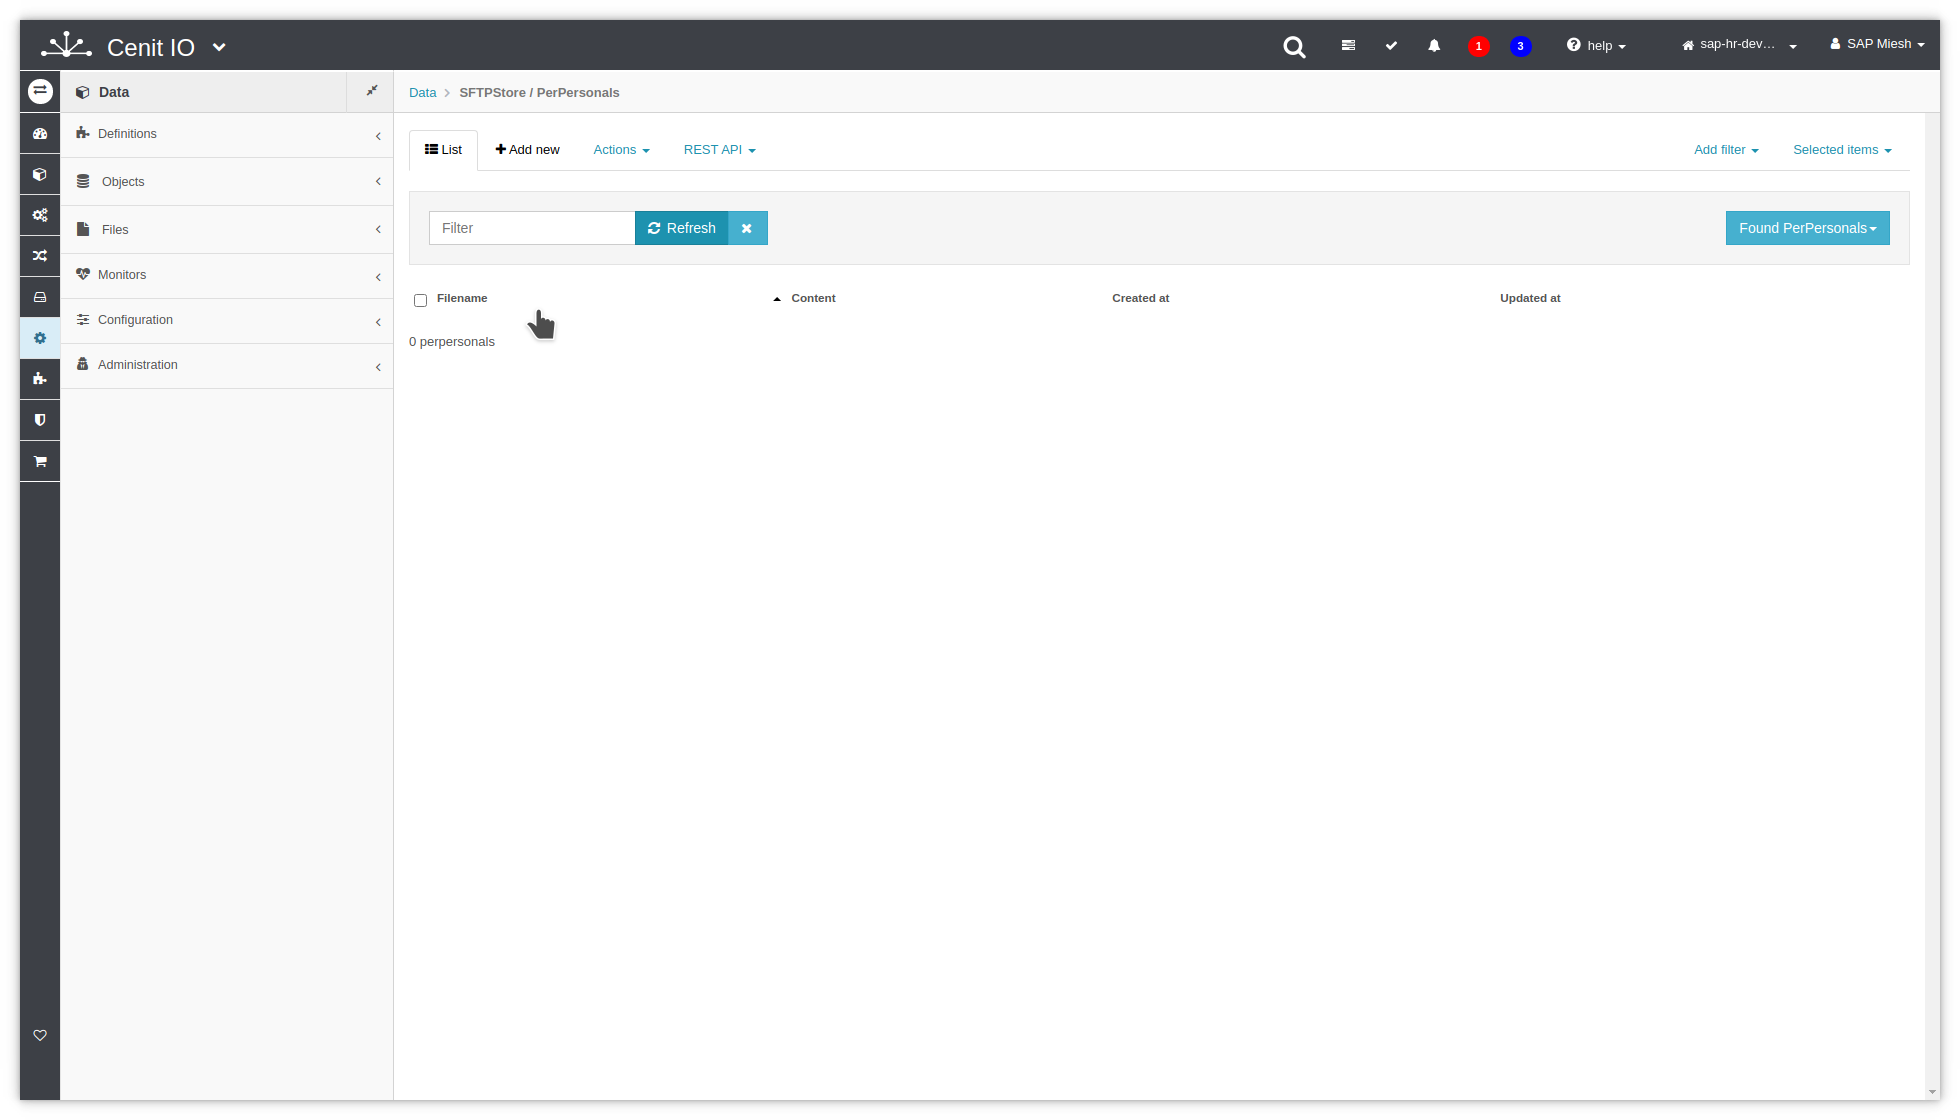 Cenit IO
1
3
help
sap-hr-dev...
SAP Miesh
Data
Data
SFTPStore / PerPersonals
Definitions
Objects
Files
Monitors
Configuration
Administration
List
Add new
Actions
REST API
Add filter
Selected items
Filter
Refresh
Found PerPersonals
Filename
Content
Created at
Updated at
0 perpersonals